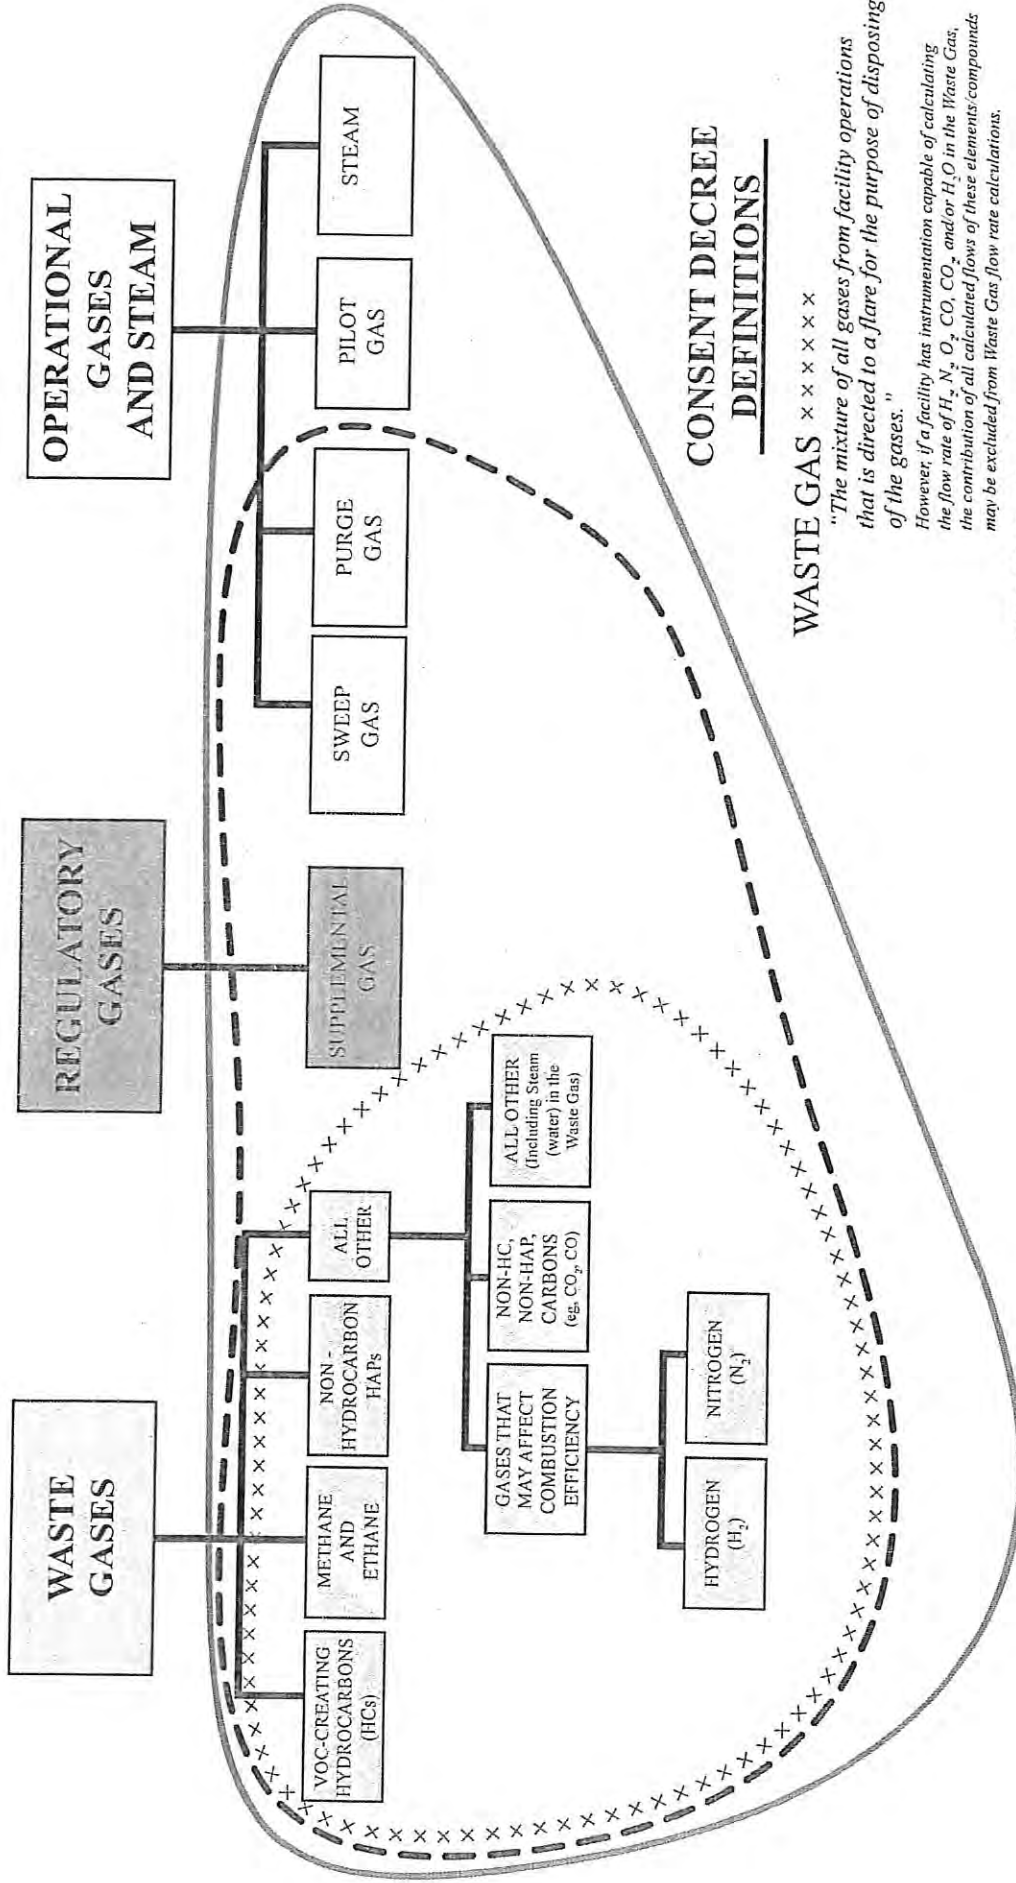 WASTE
GASES
REGULATORY
GASES
OPERATIONAL
GASES
AND STEAM
VOC-CREATING
HYDROCARBONS
(HCs)
METHANE
AND
ETHANE
NON-
HYDROCARBON
HAPs
ALL
OTHER
SUPPLEMENTAL
GAS
SWEEP
GAS
PURGE
GAS
PILOT
GAS
STEAM
GASES THAT
MAY AFFECT
COMBUSTION
EFFICIENCY
NON-HC,
NON-HAP,
CARBONS
(eg, CO₂, CO)
ALL OTHER
(Including Steam
(water) in the
Waste Gas)
HYDROGEN
(H₂)
NITROGEN
(N₂)
CONSENT DECREE
DEFINITIONS
WASTE GAS × × × × × ×
"The mixture of all gases from facility operations
that is directed to a flare for the purpose of disposing
of the gases."
However, if a facility has instrumentation capable of calculating
the flow rate of H₂, N₂, O₂, CO, CO₂, and/or H₂O in the Waste Gas,
the contribution of all calculated flows of these elements/compounds
may be excluded from Waste Gas flow rate calculations.